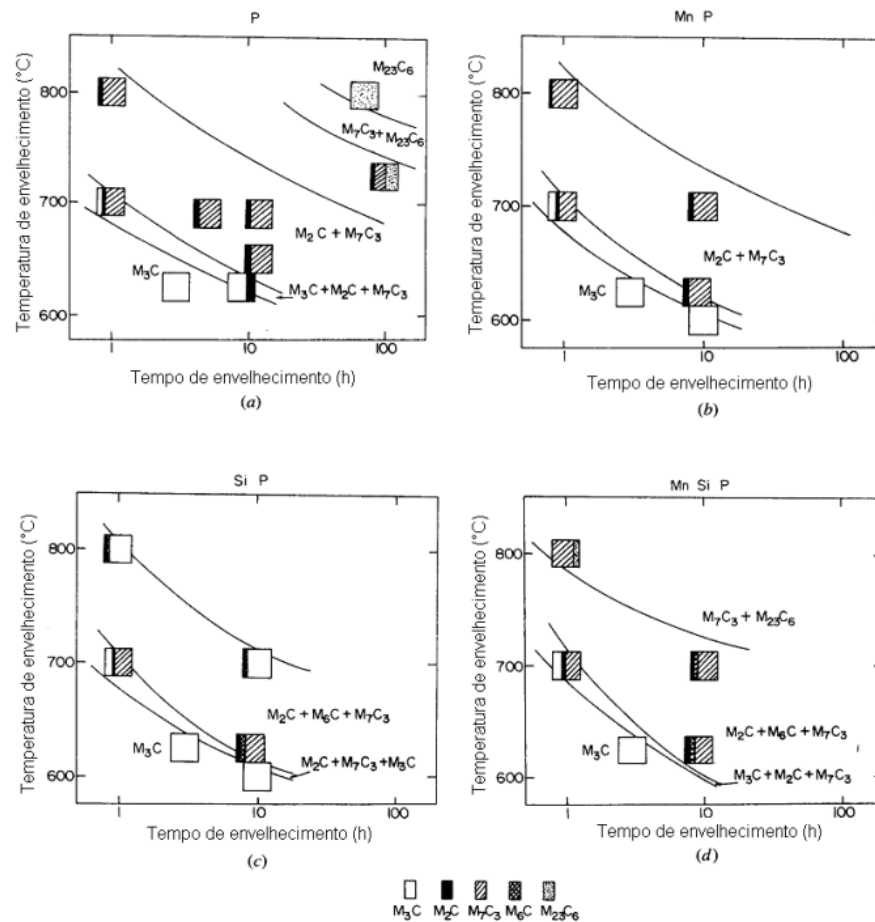 P
Temperatura de envelhecimento (°C)
800
700
600
M23C6
M7C3+M23C6
M2C + M7C3
M3C
M3C+M2C+M7C3
1
10
100
Tempo de envelhecimento (h)
(a)
Mn P
Temperatura de envelhecimento (°C)
800
700
600
M2C + M7C3
M3C
1
10
100
Tempo de envelhecimento (h)
(b)
Si P
Temperatura de envelhecimento (°C)
800
700
600
M2C + M6C + M7C3
M3C
M2C+M7C3+M3C
1
10
100
Tempo de envelhecimento (h)
(c)
Mn Si P
Temperatura de envelhecimento (°C)
800
700
600
M7C3 + M23C6
M2C + M6C + M7C3
M3C
M3C+M2C+M7C3
1
10
100
Tempo de envelhecimento (h)
(d)
M3C M2C M7C3 M6C M23C6